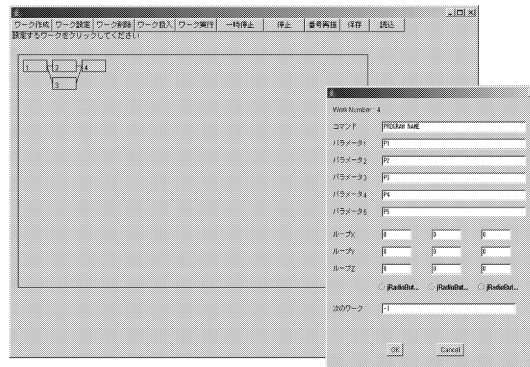 ワーク作成 ワーク設定 ワーク削除 ワーク投入 ワーク実行 一時停止 停止 番号再振 保存 読込
設定するワークをクリックしてください
1 2 4
3
Work Number : 4
コマンド PROGRAM NAME
パラメータ1 P1
パラメータ2 P2
パラメータ3 P3
パラメータ4 P4
パラメータ5 P5
ループX 0 0 0
ループY 0 0 0
ループZ 0 0 0
jRadioBut... jRadioBut... jRadioBut...
次のワーク -1
OK Cancel